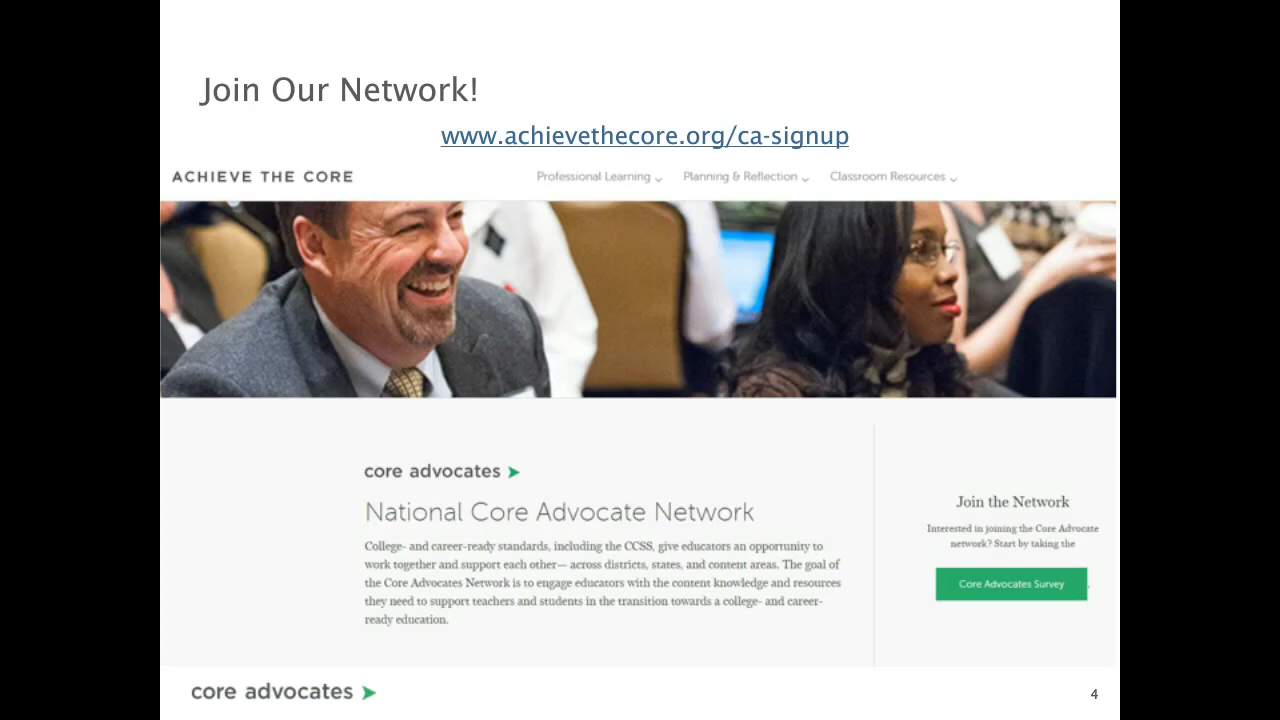 Join Our Network!
www.achievethecore.org/ca-signup
ACHIEVE THE CORE
Professional Learning
Planning & Reflection
Classroom Resources
core advocates
National Core Advocate Network
College- and career-ready standards, including the CCSS, give educators an opportunity to
work together and support each other— across districts, states, and content areas. The goal of
the Core Advocates Network is to engage educators with the content knowledge and resources
they need to support teachers and students in the transition towards a college- and career-
ready education.
Join the Network
Interested in joining the Core Advocate
network? Start by taking the
Core Advocates Survey
core advocates
4